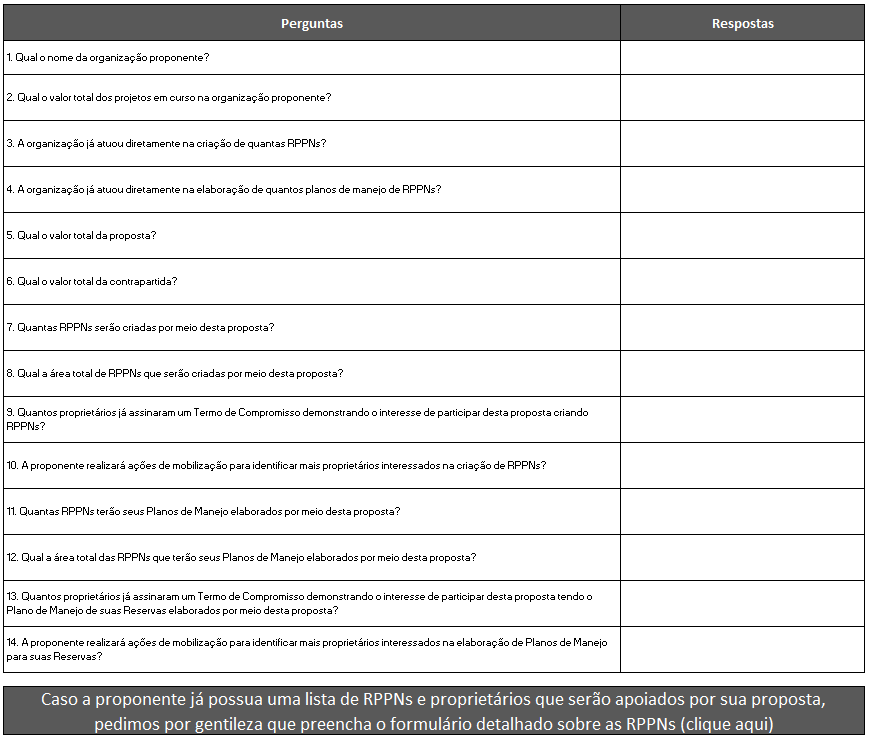 Perguntas
Respostas
1. Qual o nome da organização proponente?
2. Qual o valor total dos projetos em curso na organização proponente?
3. A organização já atuou diretamente na criação de quantas RPPNs?
4. A organização já atuou diretamente na elaboração de quantos planos de manejo de RPPNs?
5. Qual o valor total da proposta?
6. Qual o valor total da contrapartida?
7. Quantas RPPNs serão criadas por meio desta proposta?
8. Qual a área total de RPPNs que serão criadas por meio desta proposta?
9. Quantos proprietários já assinaram um Termo de Compromisso demonstrando o interesse de participar desta proposta criando
RPPNs?
10. A proponente realizará ações de mobilização para identificar mais proprietários interessados na criação de RPPNs?
11. Quantas RPPNs terão seus Planos de Manejo elaborados por meio desta proposta?
12. Qual a área total das RPPNs que terão seus Planos de Manejo elaborados por meio desta proposta?
13. Quantos proprietários já assinaram um Termo de Compromisso demonstrando o interesse de participar desta proposta tendo o
Plano de Manejo de suas Reservas elaborados por meio desta proposta?
14. A proponente realizará ações de mobilização para identificar mais proprietários interessados na elaboração de Planos de Manejo
para suas Reservas?
Caso a proponente já possua uma lista de RPPNs e proprietários que serão apoiados por sua proposta,
pedimos por gentileza que preencha o formulário detalhado sobre as RPPNs (clique aqui)